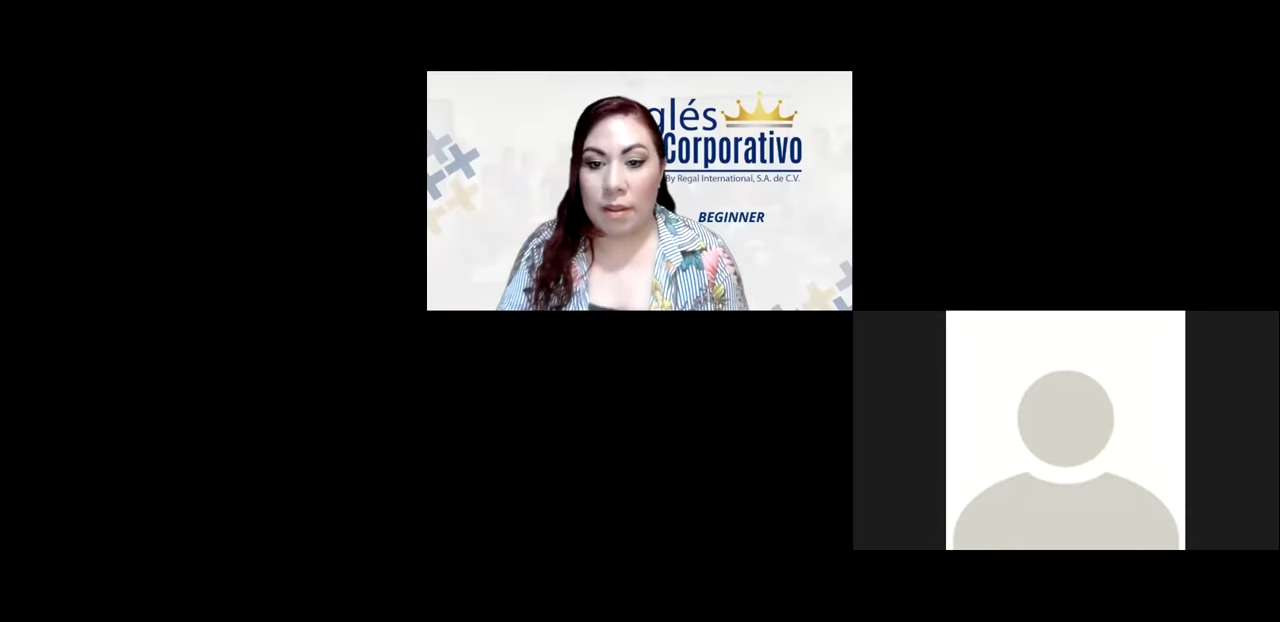 glés
Corporativo
By Regal International, S.A. de C.V.
BEGINNER